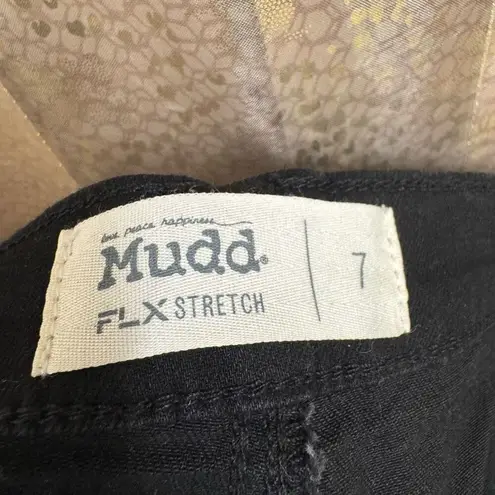 love peace happiness
Mudd®
FLX STRETCH
7